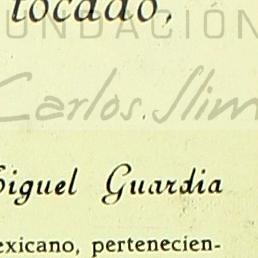 tocado,
FUNDACIÓN
Carlos Slim
Siguel Guardia
exicano, pertenecien-